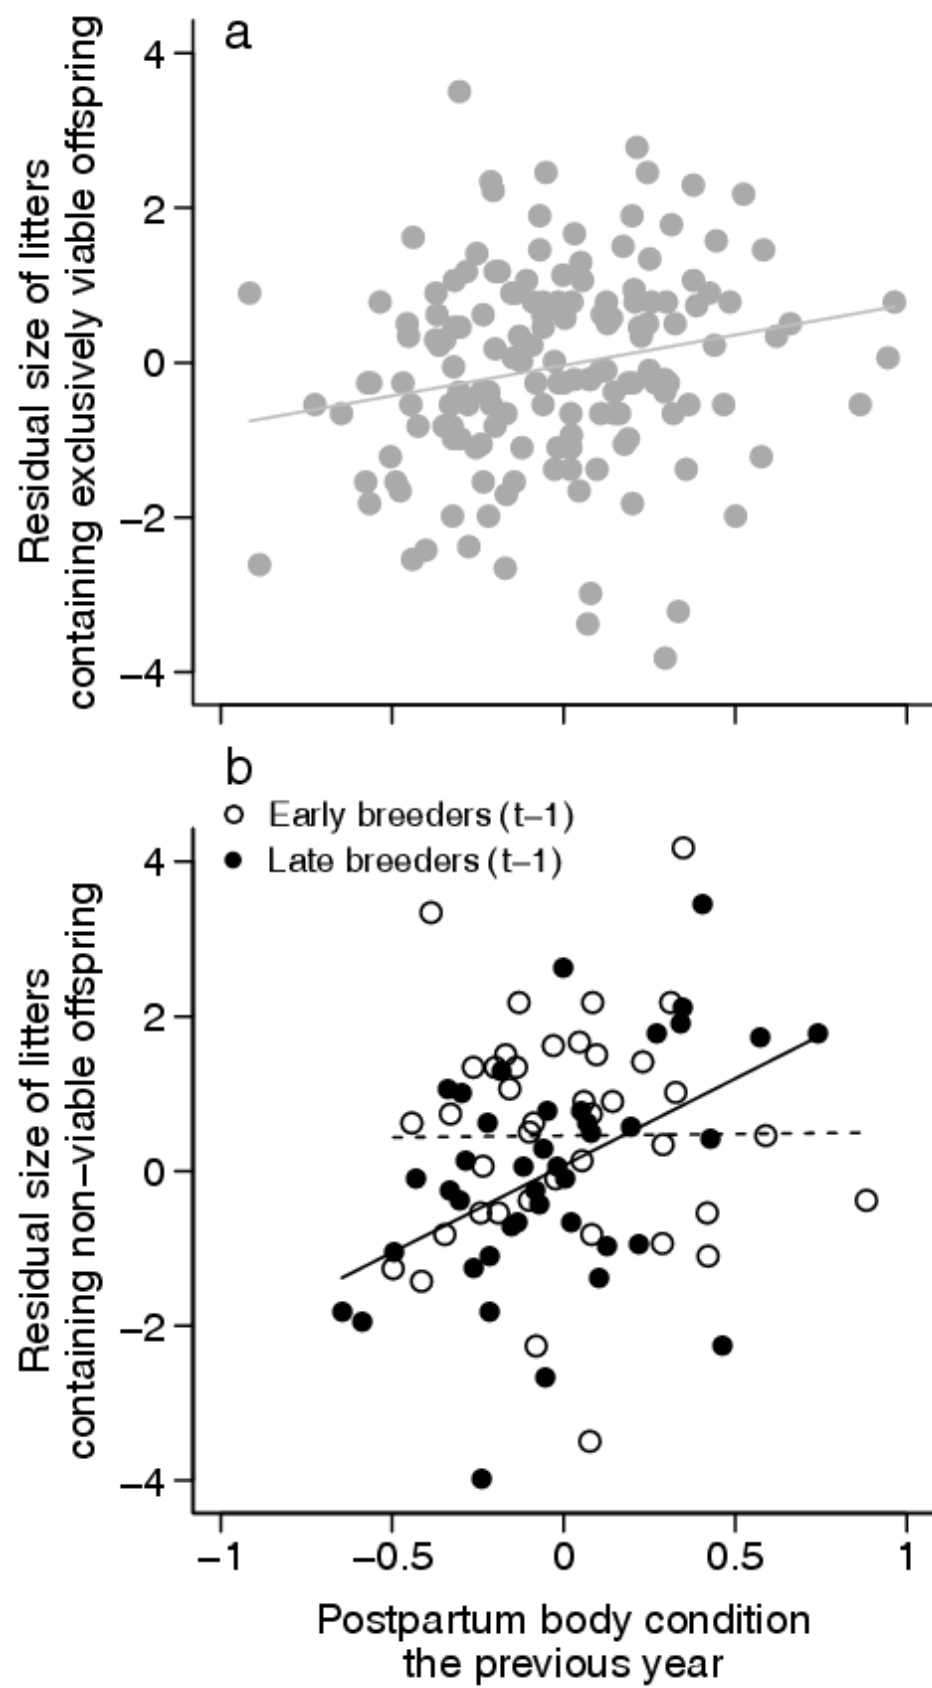 a
Residual size of litters
containing exclusively viable offspring
4
2
0
−2
−4
b
Early breeders (t−1)
Late breeders (t−1)
Residual size of litters
containing non−viable offspring
4
2
0
−2
−4
−1 −0.5 0 0.5 1
Postpartum body condition
the previous year